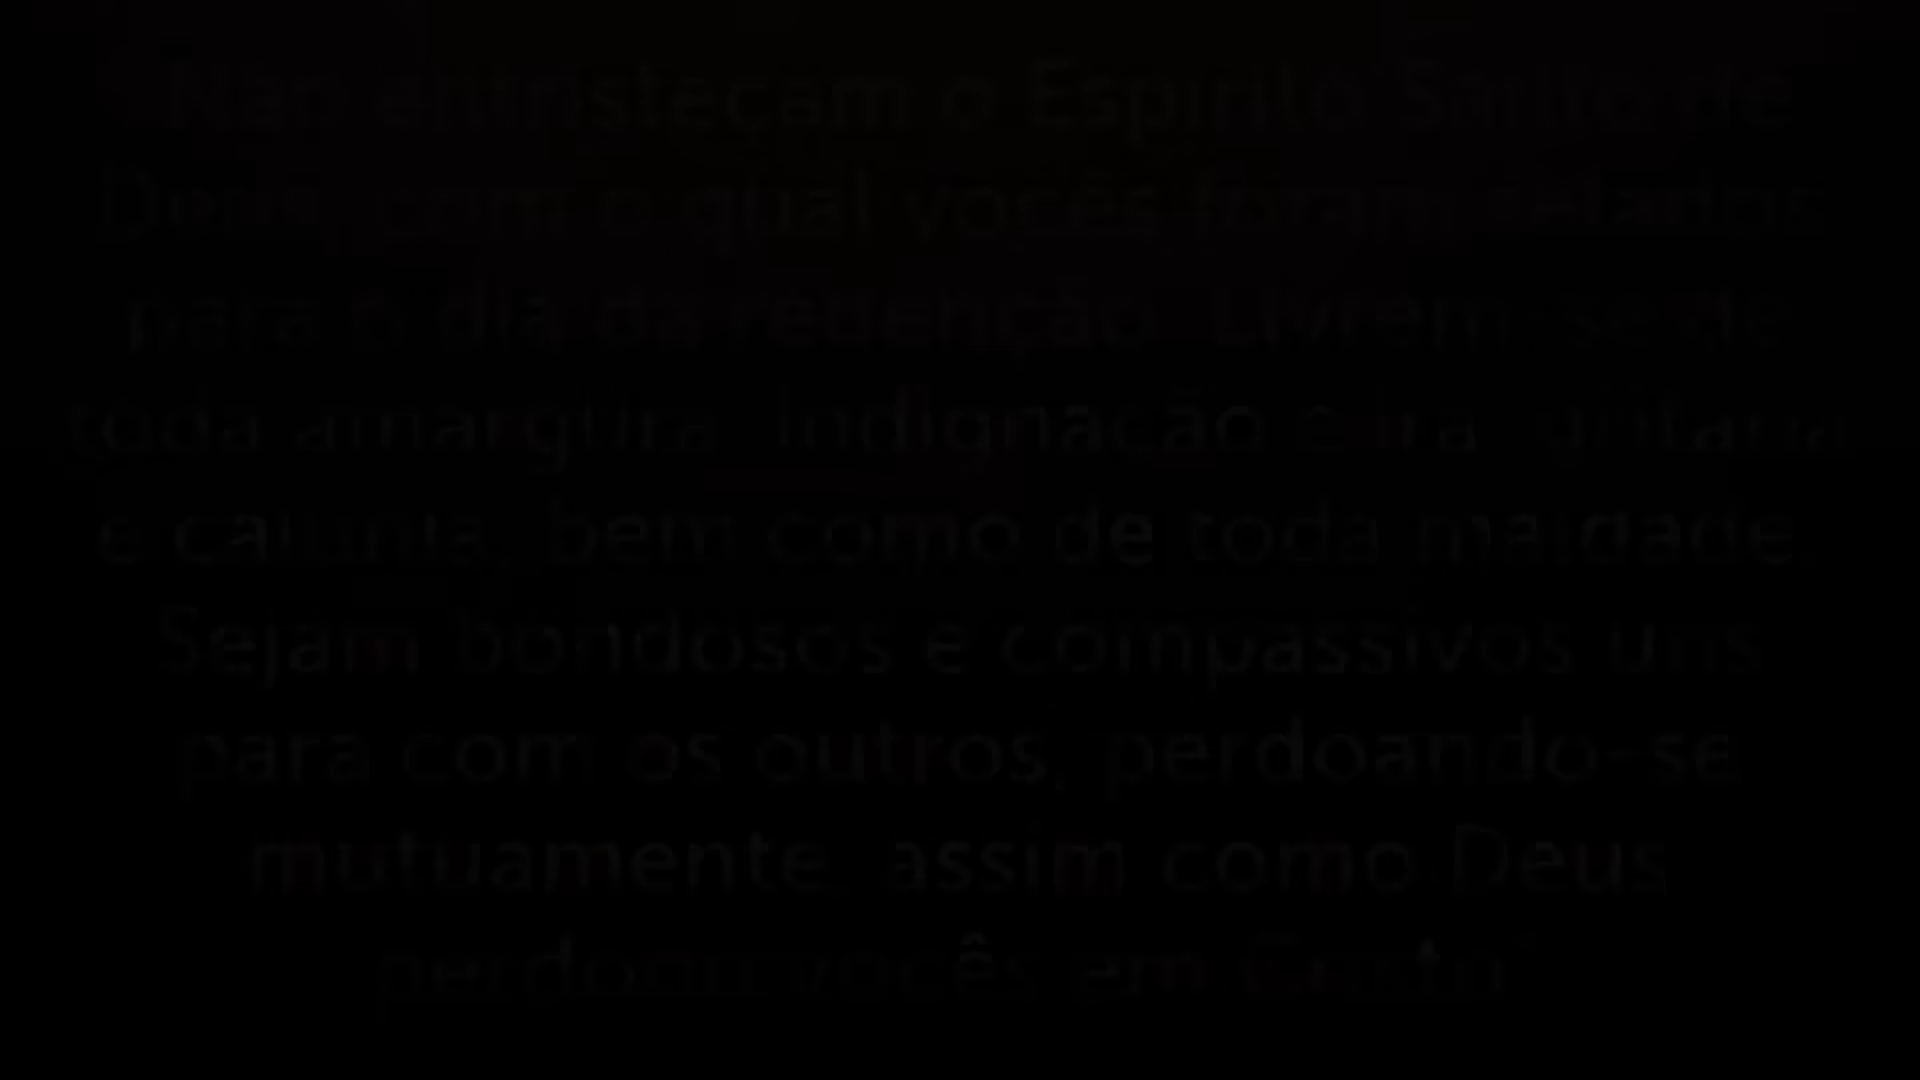 "Não entristeçam o Espírito Santo de
Deus, com o qual vocês foram selados
para o dia da redenção. Livrem-se de
toda amargura, indignação e ira, gritaria
e calúnia, bem como de toda maldade.
Sejam bondosos e compassivos uns
para com os outros, perdoando-se
mutuamente, assim como Deus
perdoou vocês em Cristo"